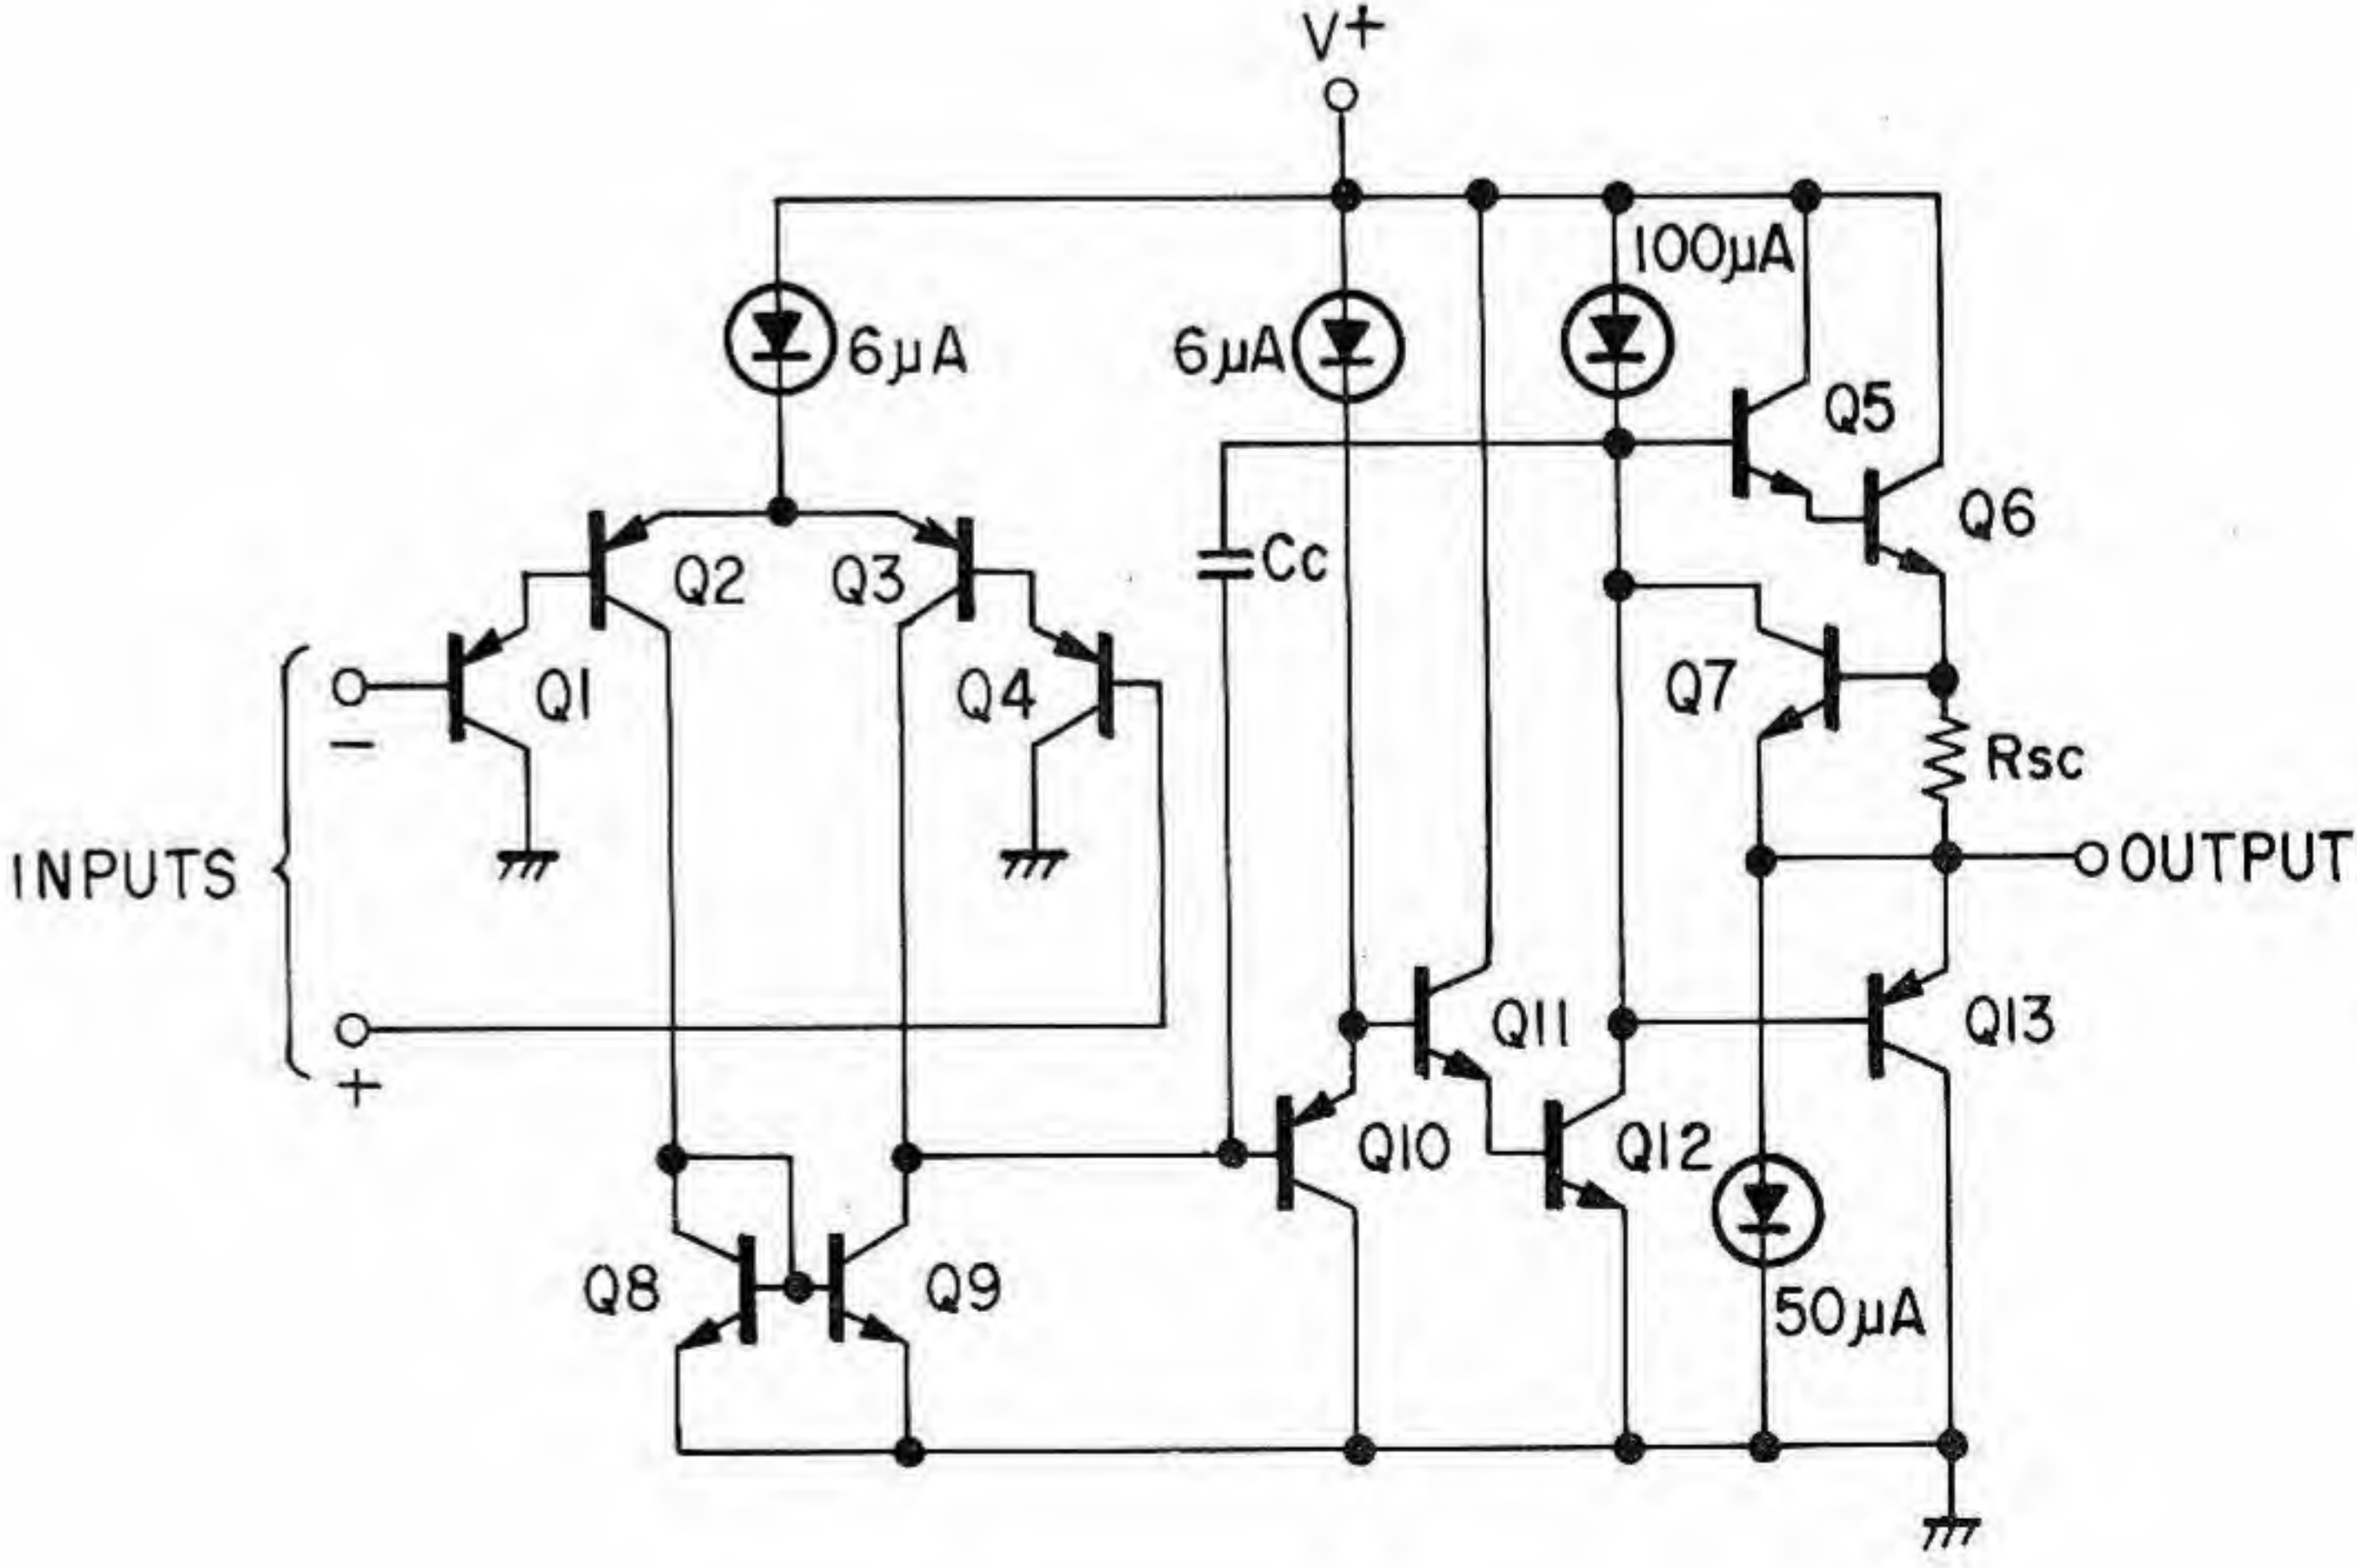 V+
100μA
6μA
6μA
Q5
Q6
Q2
Q3
Cc
Q1
Q4
Q7
Rsc
−
INPUTS
OUTPUT
+
Q11
Q13
Q10
Q12
Q8
Q9
50μA